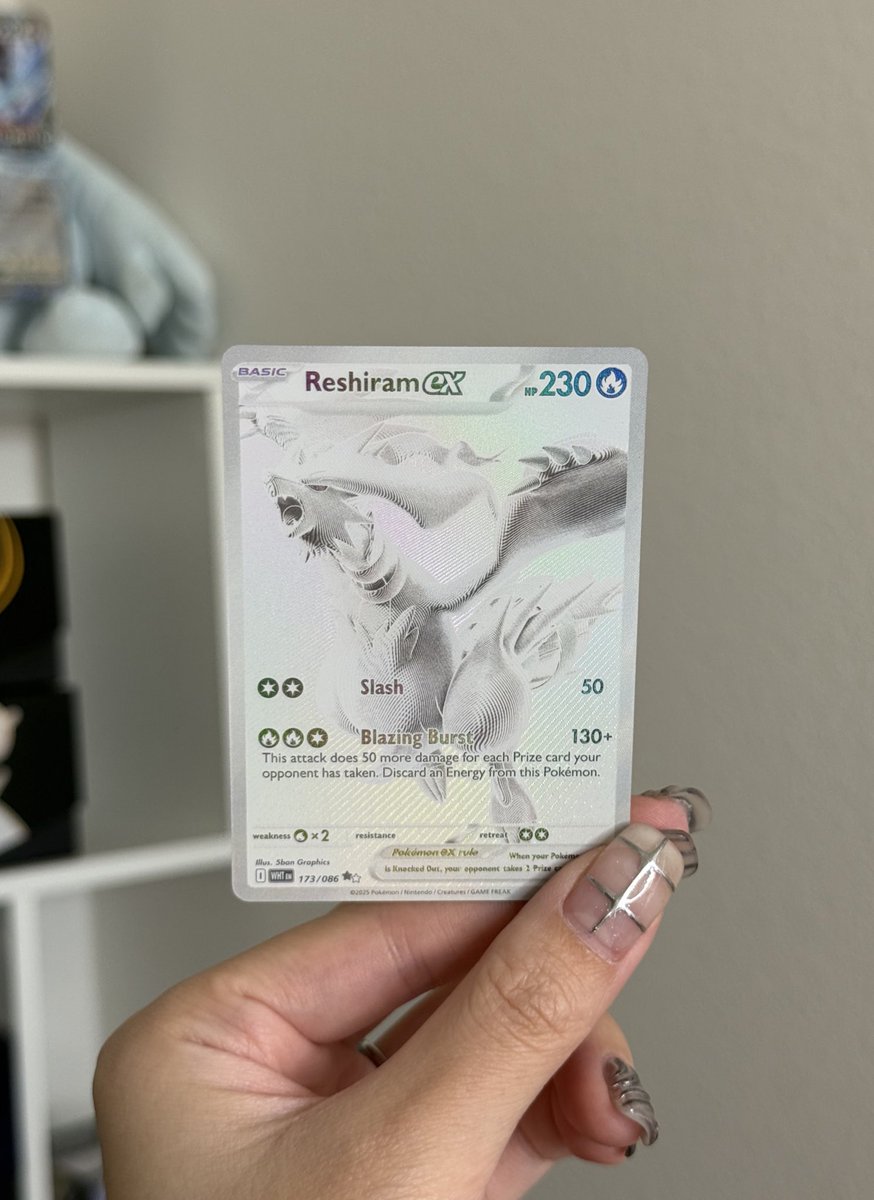 BASIC Reshiram ex HP 230
Slash 50
Blazing Burst 130+
This attack does 50 more damage for each Prize card your
opponent has taken. Discard an Energy from this Pokémon.
weakness ×2 resistance retreat
Pokémon ex rule When your
is Knocked Out, your opponent takes 2 Prize
Illus. 5ban Graphics
I WHT EN 173/086
©2025 Pokémon / Nintendo / Creatures / GAME FREAK